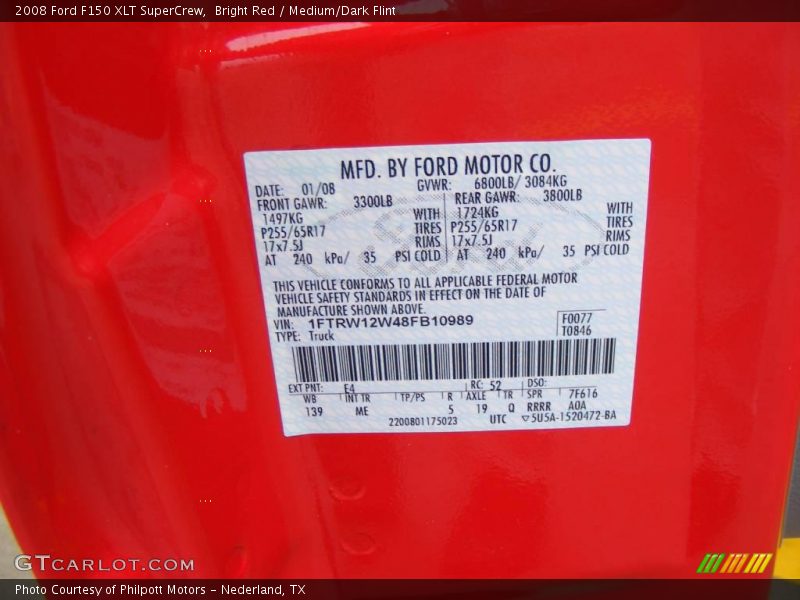 2008 Ford F150 XLT SuperCrew, Bright Red / Medium/Dark Flint
MFD. BY FORD MOTOR CO.
DATE: 01/08 GVWR: 6800LB/ 3084KG
FRONT GAWR: 3300LB REAR GAWR: 3800LB
1497KG WITH 1724KG WITH
P255/65R17 TIRES P255/65R17 TIRES
17x7.5J RIMS 17x7.5J RIMS
AT 240 kPa/ 35 PSI COLD AT 240 kPa/ 35 PSI COLD
THIS VEHICLE CONFORMS TO ALL APPLICABLE FEDERAL MOTOR
VEHICLE SAFETY STANDARDS IN EFFECT ON THE DATE OF
MANUFACTURE SHOWN ABOVE.
VIN: 1FTRW12W48FB10989 F0077
TYPE: Truck T0846
EXT PNT: E4 RC: 52 DSO:
WB INT TR TP/PS R AXLE TR SPR 7F616
139 ME 5 19 Q RRRR A0A
2200801175023 UTC ▽5U5A-1520472-BA
GTCARLOT.COM
Photo Courtesy of Philpott Motors - Nederland, TX